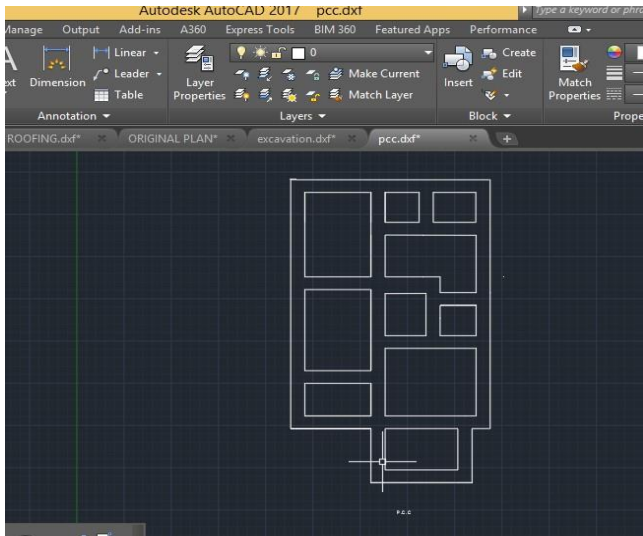 Autodesk AutoCAD 2017 pcc.dxf
Type a keyword or phra
Manage Output Add-ins A360 Express Tools BIM 360 Featured Apps Performance
Linear
0
Create
Leader
Make Current
Edit
ext Dimension
Table
Layer
Properties
Match Layer
Insert
Match
Properties
Annotation
Layers
Block
Prope
ROOFING.dxf* ORIGINAL PLAN* excavation.dxf* pcc.dxf*
P.C.C